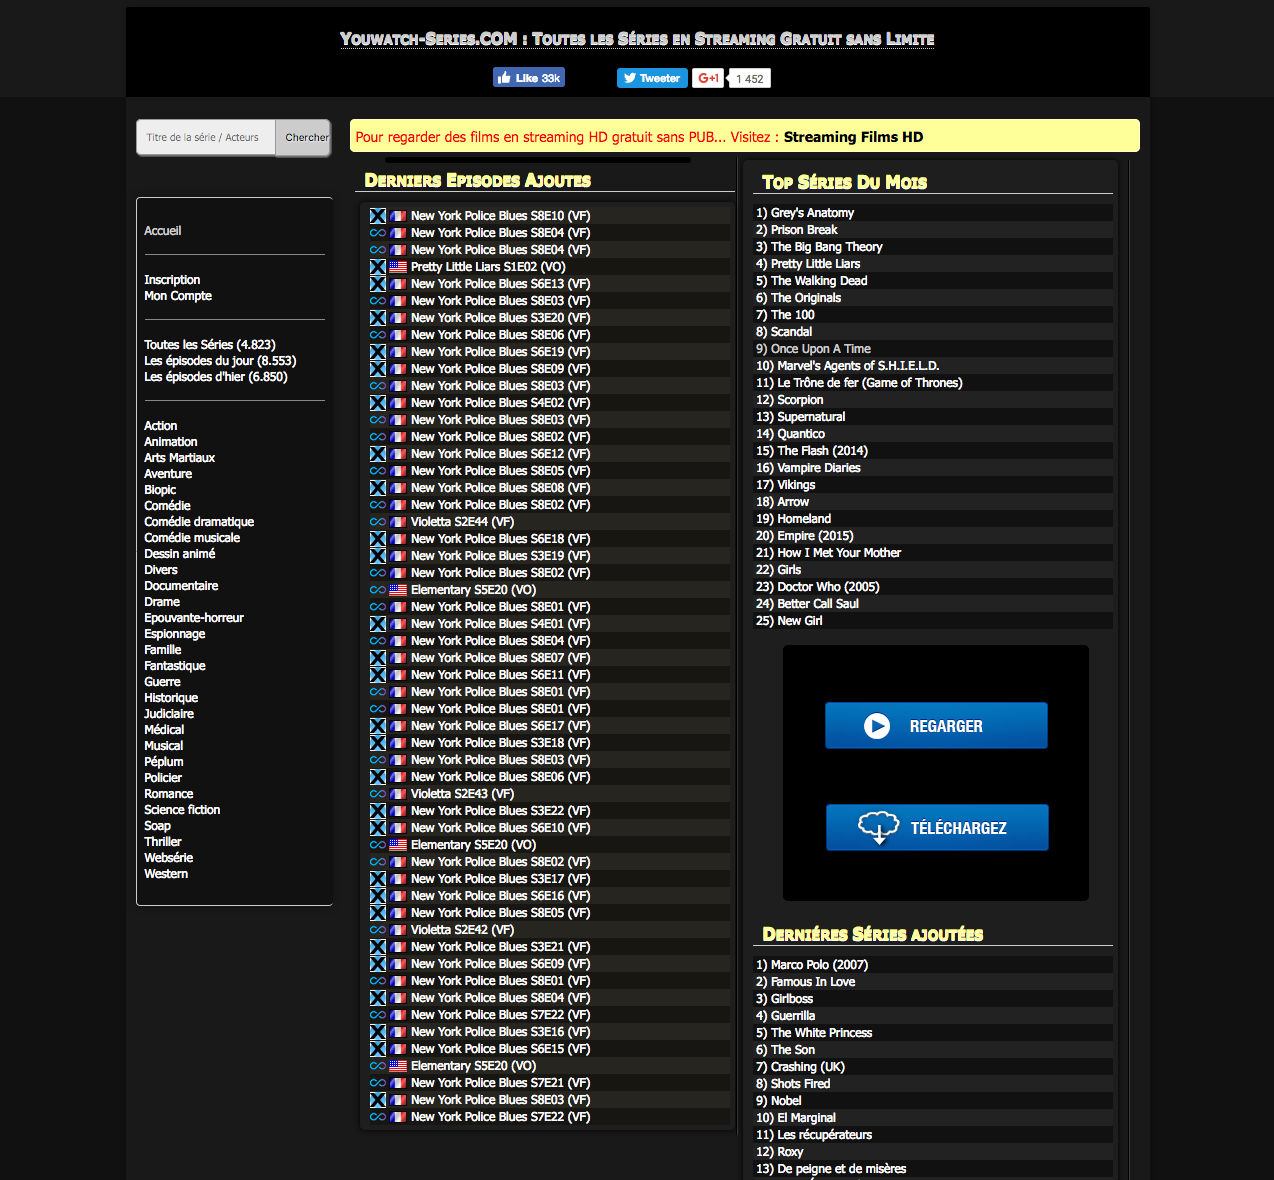 Youwatch-Series.COM : Toutes les Séries en Streaming Gratuit sans Limite
Like 33k
Tweeter
G+1
1 452
Titre de la série / Acteurs
Chercher
Pour regarder des films en streaming HD gratuit sans PUB... Visitez : Streaming Films HD
Accueil
Inscription
Mon Compte
Toutes les Séries (4.823)
Les épisodes du jour (8.553)
Les épisodes d'hier (6.850)
Action
Animation
Arts Martiaux
Aventure
Biopic
Comédie
Comédie dramatique
Comédie musicale
Dessin animé
Divers
Documentaire
Drame
Epouvante-horreur
Espionnage
Famille
Fantastique
Guerre
Historique
Judiciaire
Médical
Musical
Péplum
Policier
Romance
Science fiction
Soap
Thriller
Websérie
Western
Derniers Episodes Ajoutes
New York Police Blues S8E10 (VF)
New York Police Blues S8E04 (VF)
New York Police Blues S8E04 (VF)
Pretty Little Liars S1E02 (VO)
New York Police Blues S6E13 (VF)
New York Police Blues S8E03 (VF)
New York Police Blues S3E20 (VF)
New York Police Blues S8E06 (VF)
New York Police Blues S6E19 (VF)
New York Police Blues S8E09 (VF)
New York Police Blues S8E03 (VF)
New York Police Blues S4E02 (VF)
New York Police Blues S8E03 (VF)
New York Police Blues S8E02 (VF)
New York Police Blues S6E12 (VF)
New York Police Blues S8E05 (VF)
New York Police Blues S8E08 (VF)
New York Police Blues S8E02 (VF)
Violetta S2E44 (VF)
New York Police Blues S6E18 (VF)
New York Police Blues S3E19 (VF)
New York Police Blues S8E02 (VF)
Elementary S5E20 (VO)
New York Police Blues S8E01 (VF)
New York Police Blues S4E01 (VF)
New York Police Blues S8E04 (VF)
New York Police Blues S8E07 (VF)
New York Police Blues S6E11 (VF)
New York Police Blues S8E01 (VF)
New York Police Blues S8E01 (VF)
New York Police Blues S6E17 (VF)
New York Police Blues S3E18 (VF)
New York Police Blues S8E03 (VF)
New York Police Blues S8E06 (VF)
Violetta S2E43 (VF)
New York Police Blues S3E22 (VF)
New York Police Blues S6E10 (VF)
Elementary S5E20 (VO)
New York Police Blues S8E02 (VF)
New York Police Blues S3E17 (VF)
New York Police Blues S6E16 (VF)
New York Police Blues S8E05 (VF)
Violetta S2E42 (VF)
New York Police Blues S3E21 (VF)
New York Police Blues S6E09 (VF)
New York Police Blues S8E01 (VF)
New York Police Blues S8E04 (VF)
New York Police Blues S7E22 (VF)
New York Police Blues S3E16 (VF)
New York Police Blues S6E15 (VF)
Elementary S5E20 (VO)
New York Police Blues S7E21 (VF)
New York Police Blues S8E03 (VF)
New York Police Blues S7E22 (VF)
Top Séries Du Mois
1) Grey's Anatomy
2) Prison Break
3) The Big Bang Theory
4) Pretty Little Liars
5) The Walking Dead
6) The Originals
7) The 100
8) Scandal
9) Once Upon A Time
10) Marvel's Agents of S.H.I.E.L.D.
11) Le Trône de fer (Game of Thrones)
12) Scorpion
13) Supernatural
14) Quantico
15) The Flash (2014)
16) Vampire Diaries
17) Vikings
18) Arrow
19) Homeland
20) Empire (2015)
21) How I Met Your Mother
22) Girls
23) Doctor Who (2005)
24) Better Call Saul
25) New Girl
REGARGER
TÉLÉCHARGEZ
Derniéres Séries ajoutées
1) Marco Polo (2007)
2) Famous In Love
3) Girlboss
4) Guerrilla
5) The White Princess
6) The Son
7) Crashing (UK)
8) Shots Fired
9) Nobel
10) El Marginal
11) Les récupérateurs
12) Roxy
13) De peigne et de misères